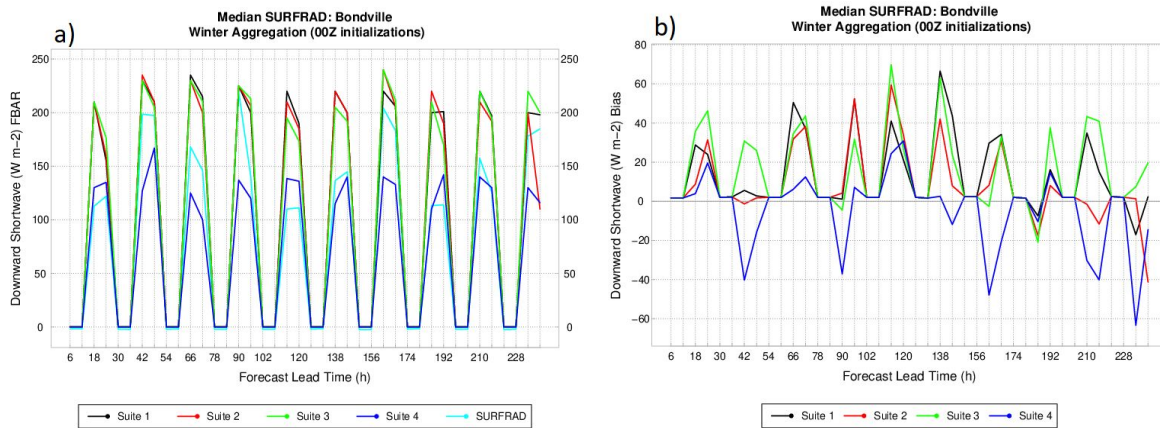 a)
Median SURFRAD: Bondville
Winter Aggregation (00Z initializations)
Downward Shortwave (W m−2) FBAR
250
200
150
100
50
0
250
200
150
100
50
0
6 18 30 42 54 66 78 90 102 120 138 156 174 192 210 228
Forecast Lead Time (h)
Suite 1 Suite 2 Suite 3 Suite 4 SURFRAD
b)
Median SURFRAD: Bondville
Winter Aggregation (00Z initializations)
Downward Shortwave (W m−2) Bias
80
60
40
20
0
−20
−40
−60
6 18 30 42 54 66 78 90 102 120 138 156 174 192 210 228
Forecast Lead Time (h)
Suite 1 Suite 2 Suite 3 Suite 4